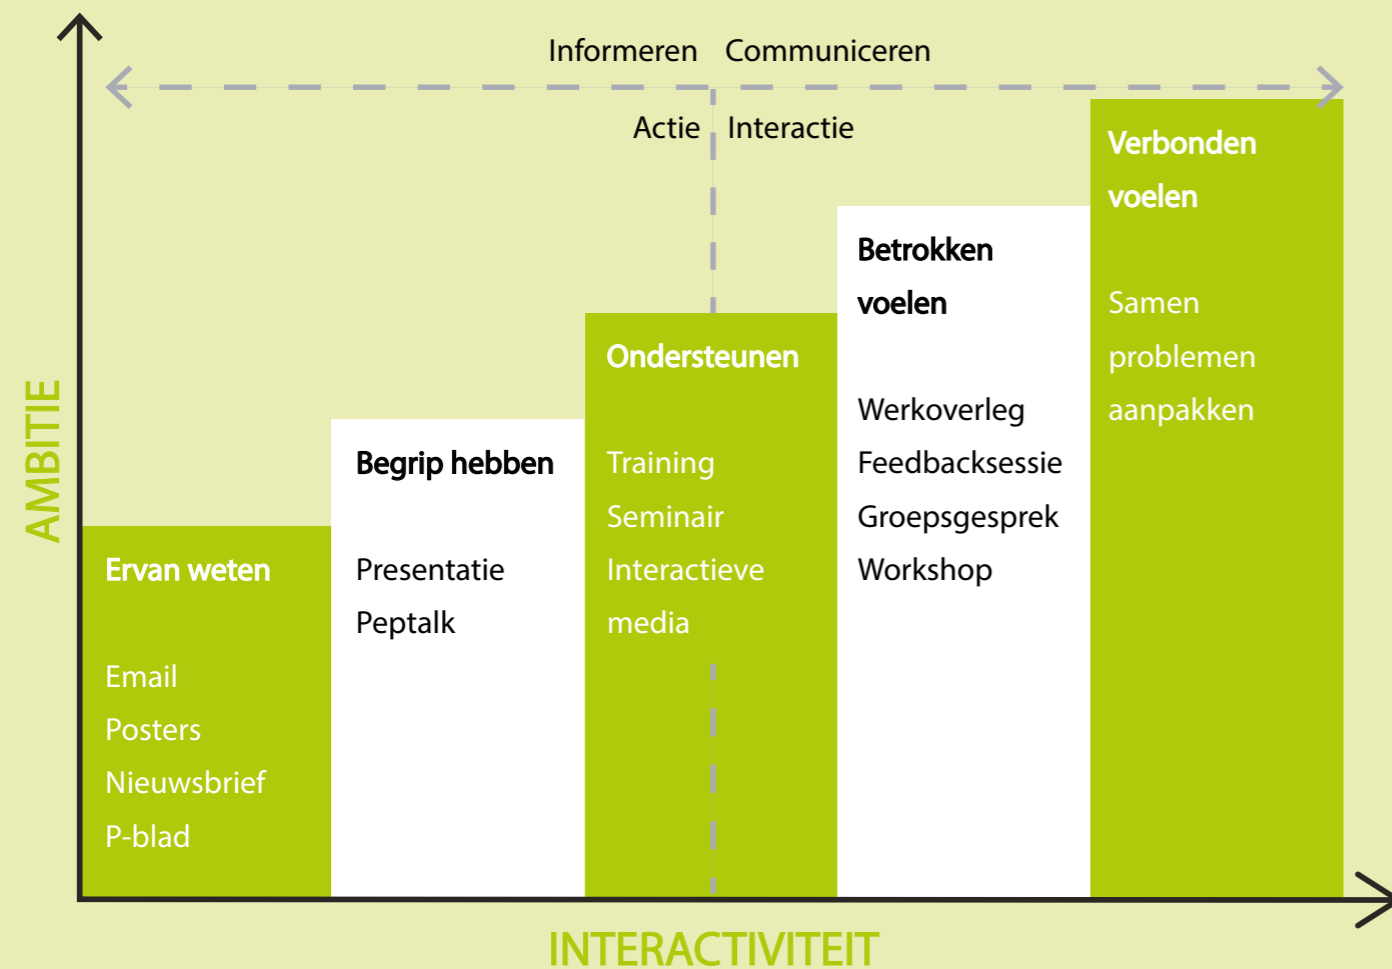 Informeren Communiceren
Actie Interactie
AMBITIE
Ervan weten
Email
Posters
Nieuwsbrief
P-blad
Begrip hebben
Presentatie
Peptalk
Ondersteunen
Training
Seminair
Interactieve
media
Betrokken
voelen
Werkoverleg
Feedbacksessie
Groepsgesprek
Workshop
Verbonden
voelen
Samen
problemen
aanpakken
INTERACTIVITEIT